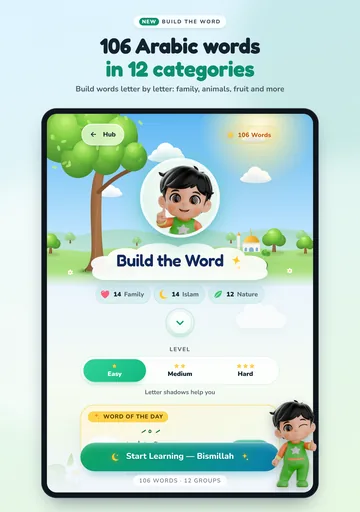 NEW BUILD THE WORD
106 Arabic words
in 12 categories
Build words letter by letter: family, animals, fruit and more
← Hub
106 Words
Build the Word
14 Family
14 Islam
12 Nature
LEVEL
Easy
Medium
Hard
Letter shadows help you
WORD OF THE DAY
Start Learning — Bismillah
106 WORDS · 12 GROUPS